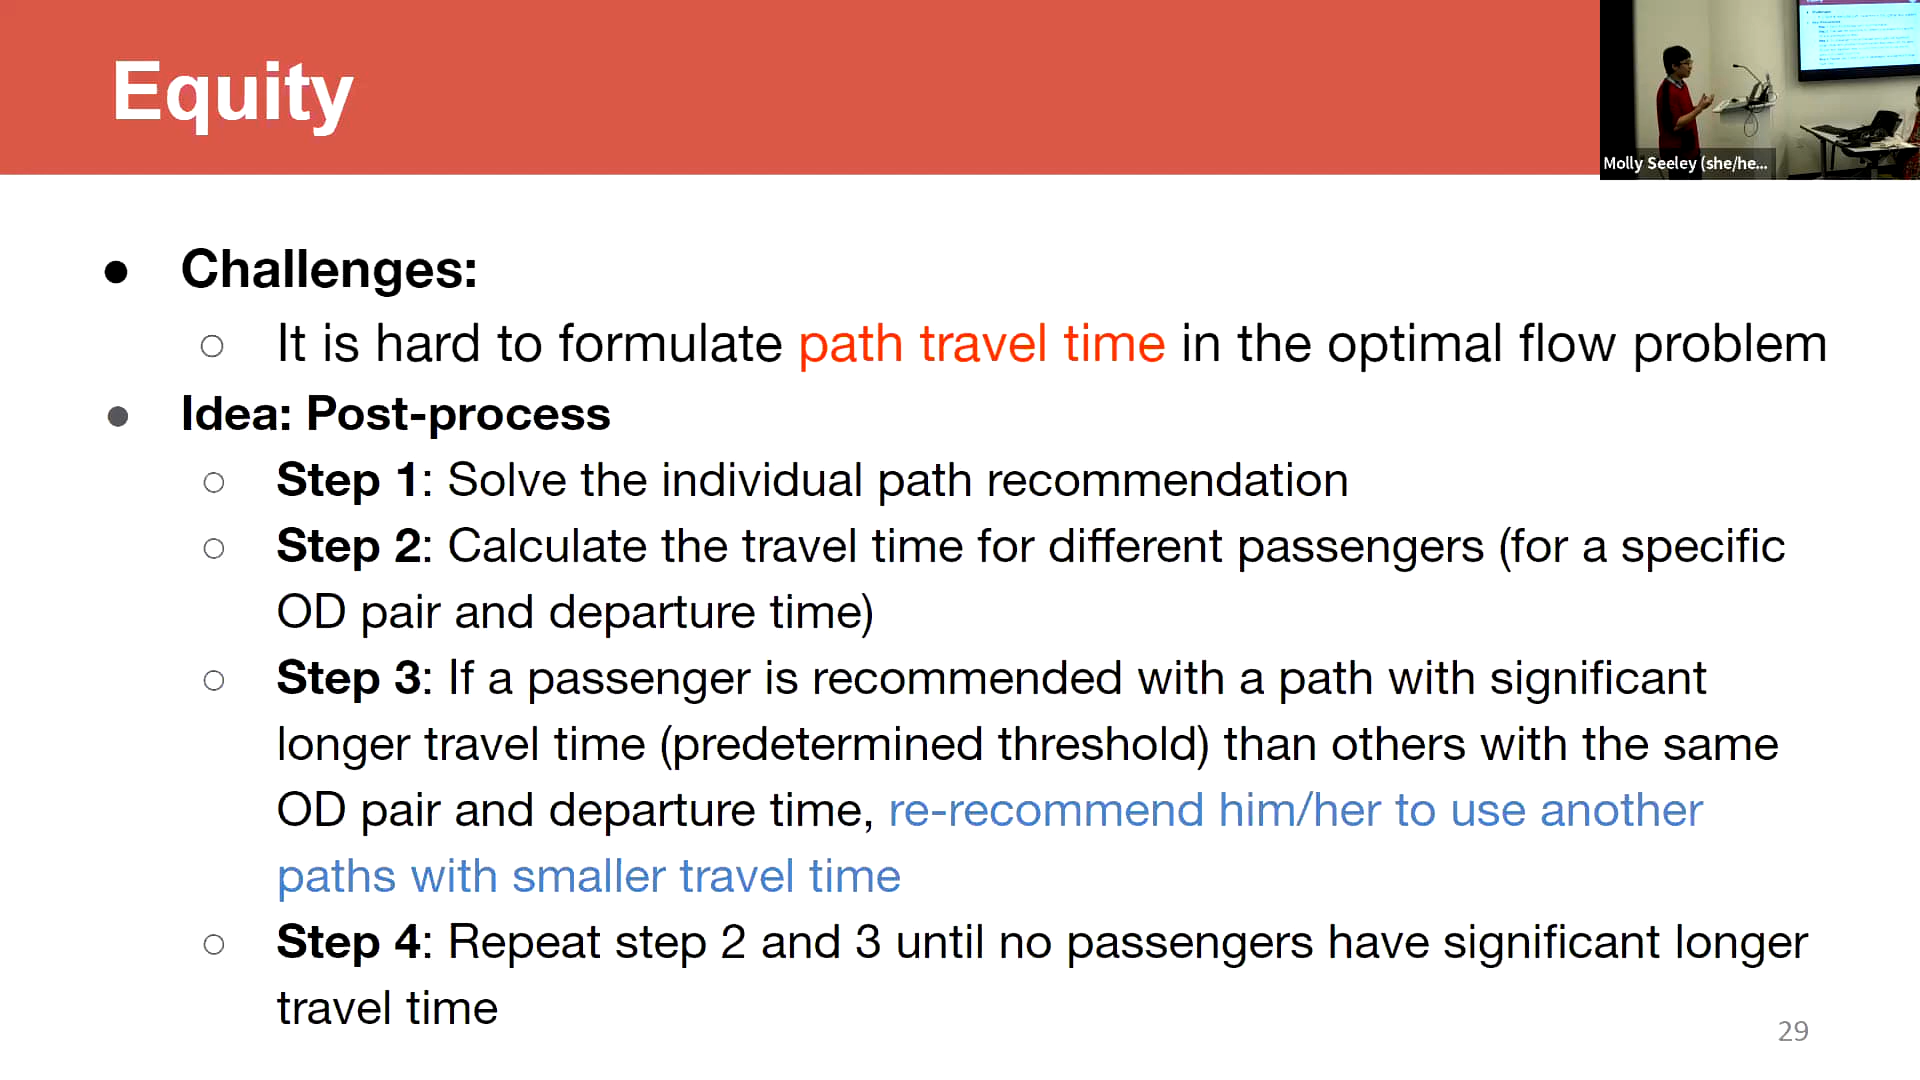 Equity
Molly Seeley (she/he...
Challenges:
It is hard to formulate path travel time in the optimal flow problem
Idea: Post-process
Step 1: Solve the individual path recommendation
Step 2: Calculate the travel time for different passengers (for a specific
OD pair and departure time)
Step 3: If a passenger is recommended with a path with significant
longer travel time (predetermined threshold) than others with the same
OD pair and departure time, re-recommend him/her to use another
paths with smaller travel time
Step 4: Repeat step 2 and 3 until no passengers have significant longer
travel time
29